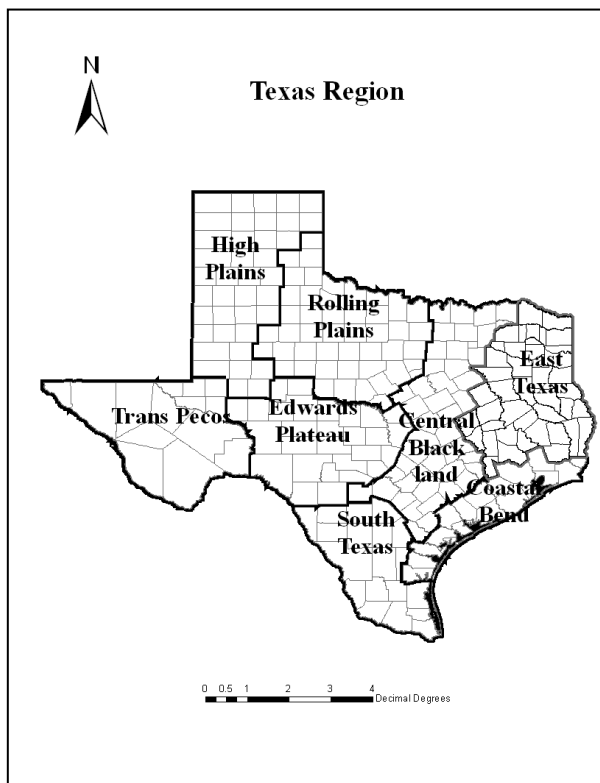 N
Texas Region
High
Plains
Rolling
Plains
East
Texas
Trans Pecos
Edwards
Plateau
Central
Black
land
Coastal
Bend
South
Texas
0 0.5 1 2 3 4
Decimal Degrees